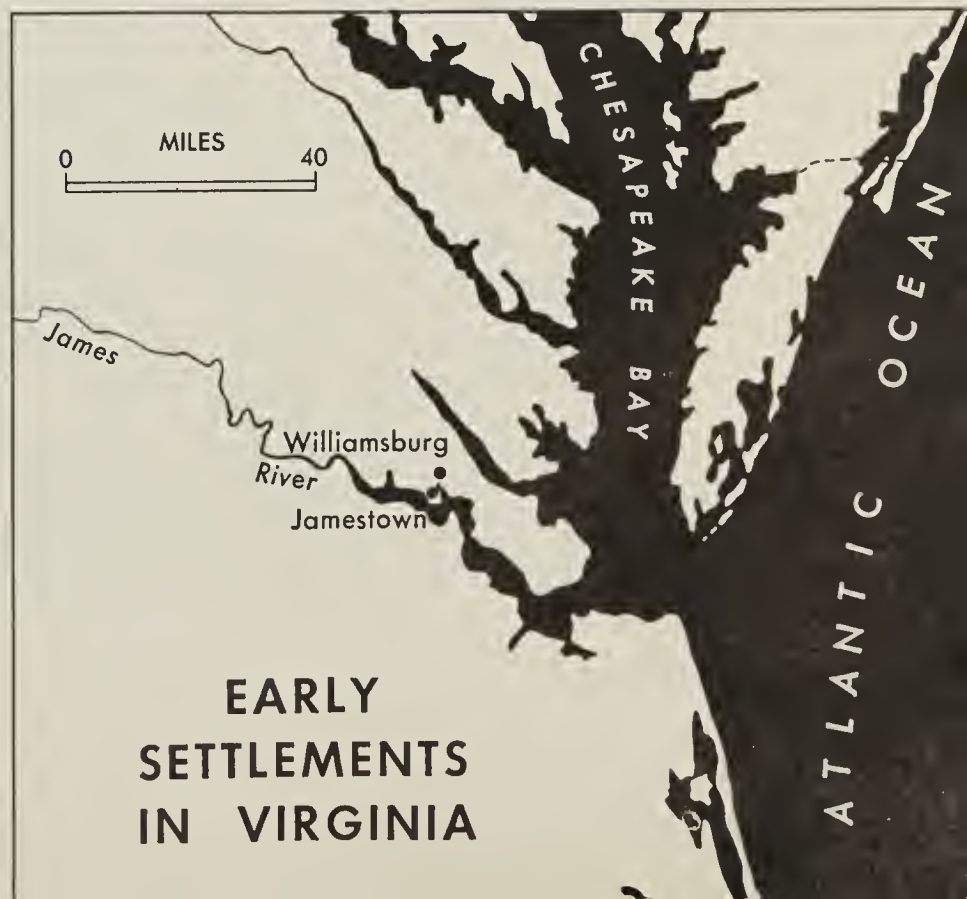 CHESAPEAKE BAY
MILES
0 40
ATLANTIC OCEAN
James
River
Williamsburg
Jamestown
EARLY
SETTLEMENTS
IN VIRGINIA